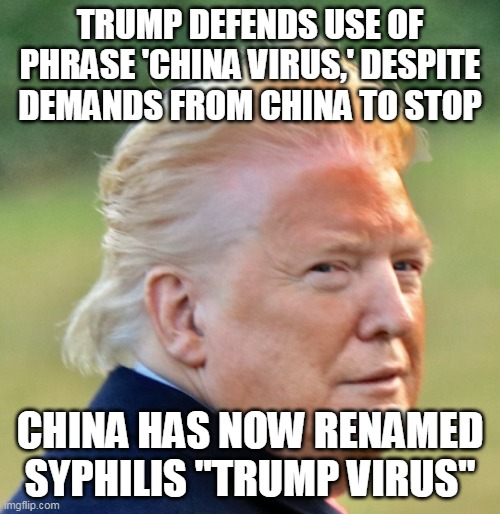 TRUMP DEFENDS USE OF
PHRASE 'CHINA VIRUS,' DESPITE
DEMANDS FROM CHINA TO STOP
CHINA HAS NOW RENAMED
SYPHILIS "TRUMP VIRUS"
imgflip.com